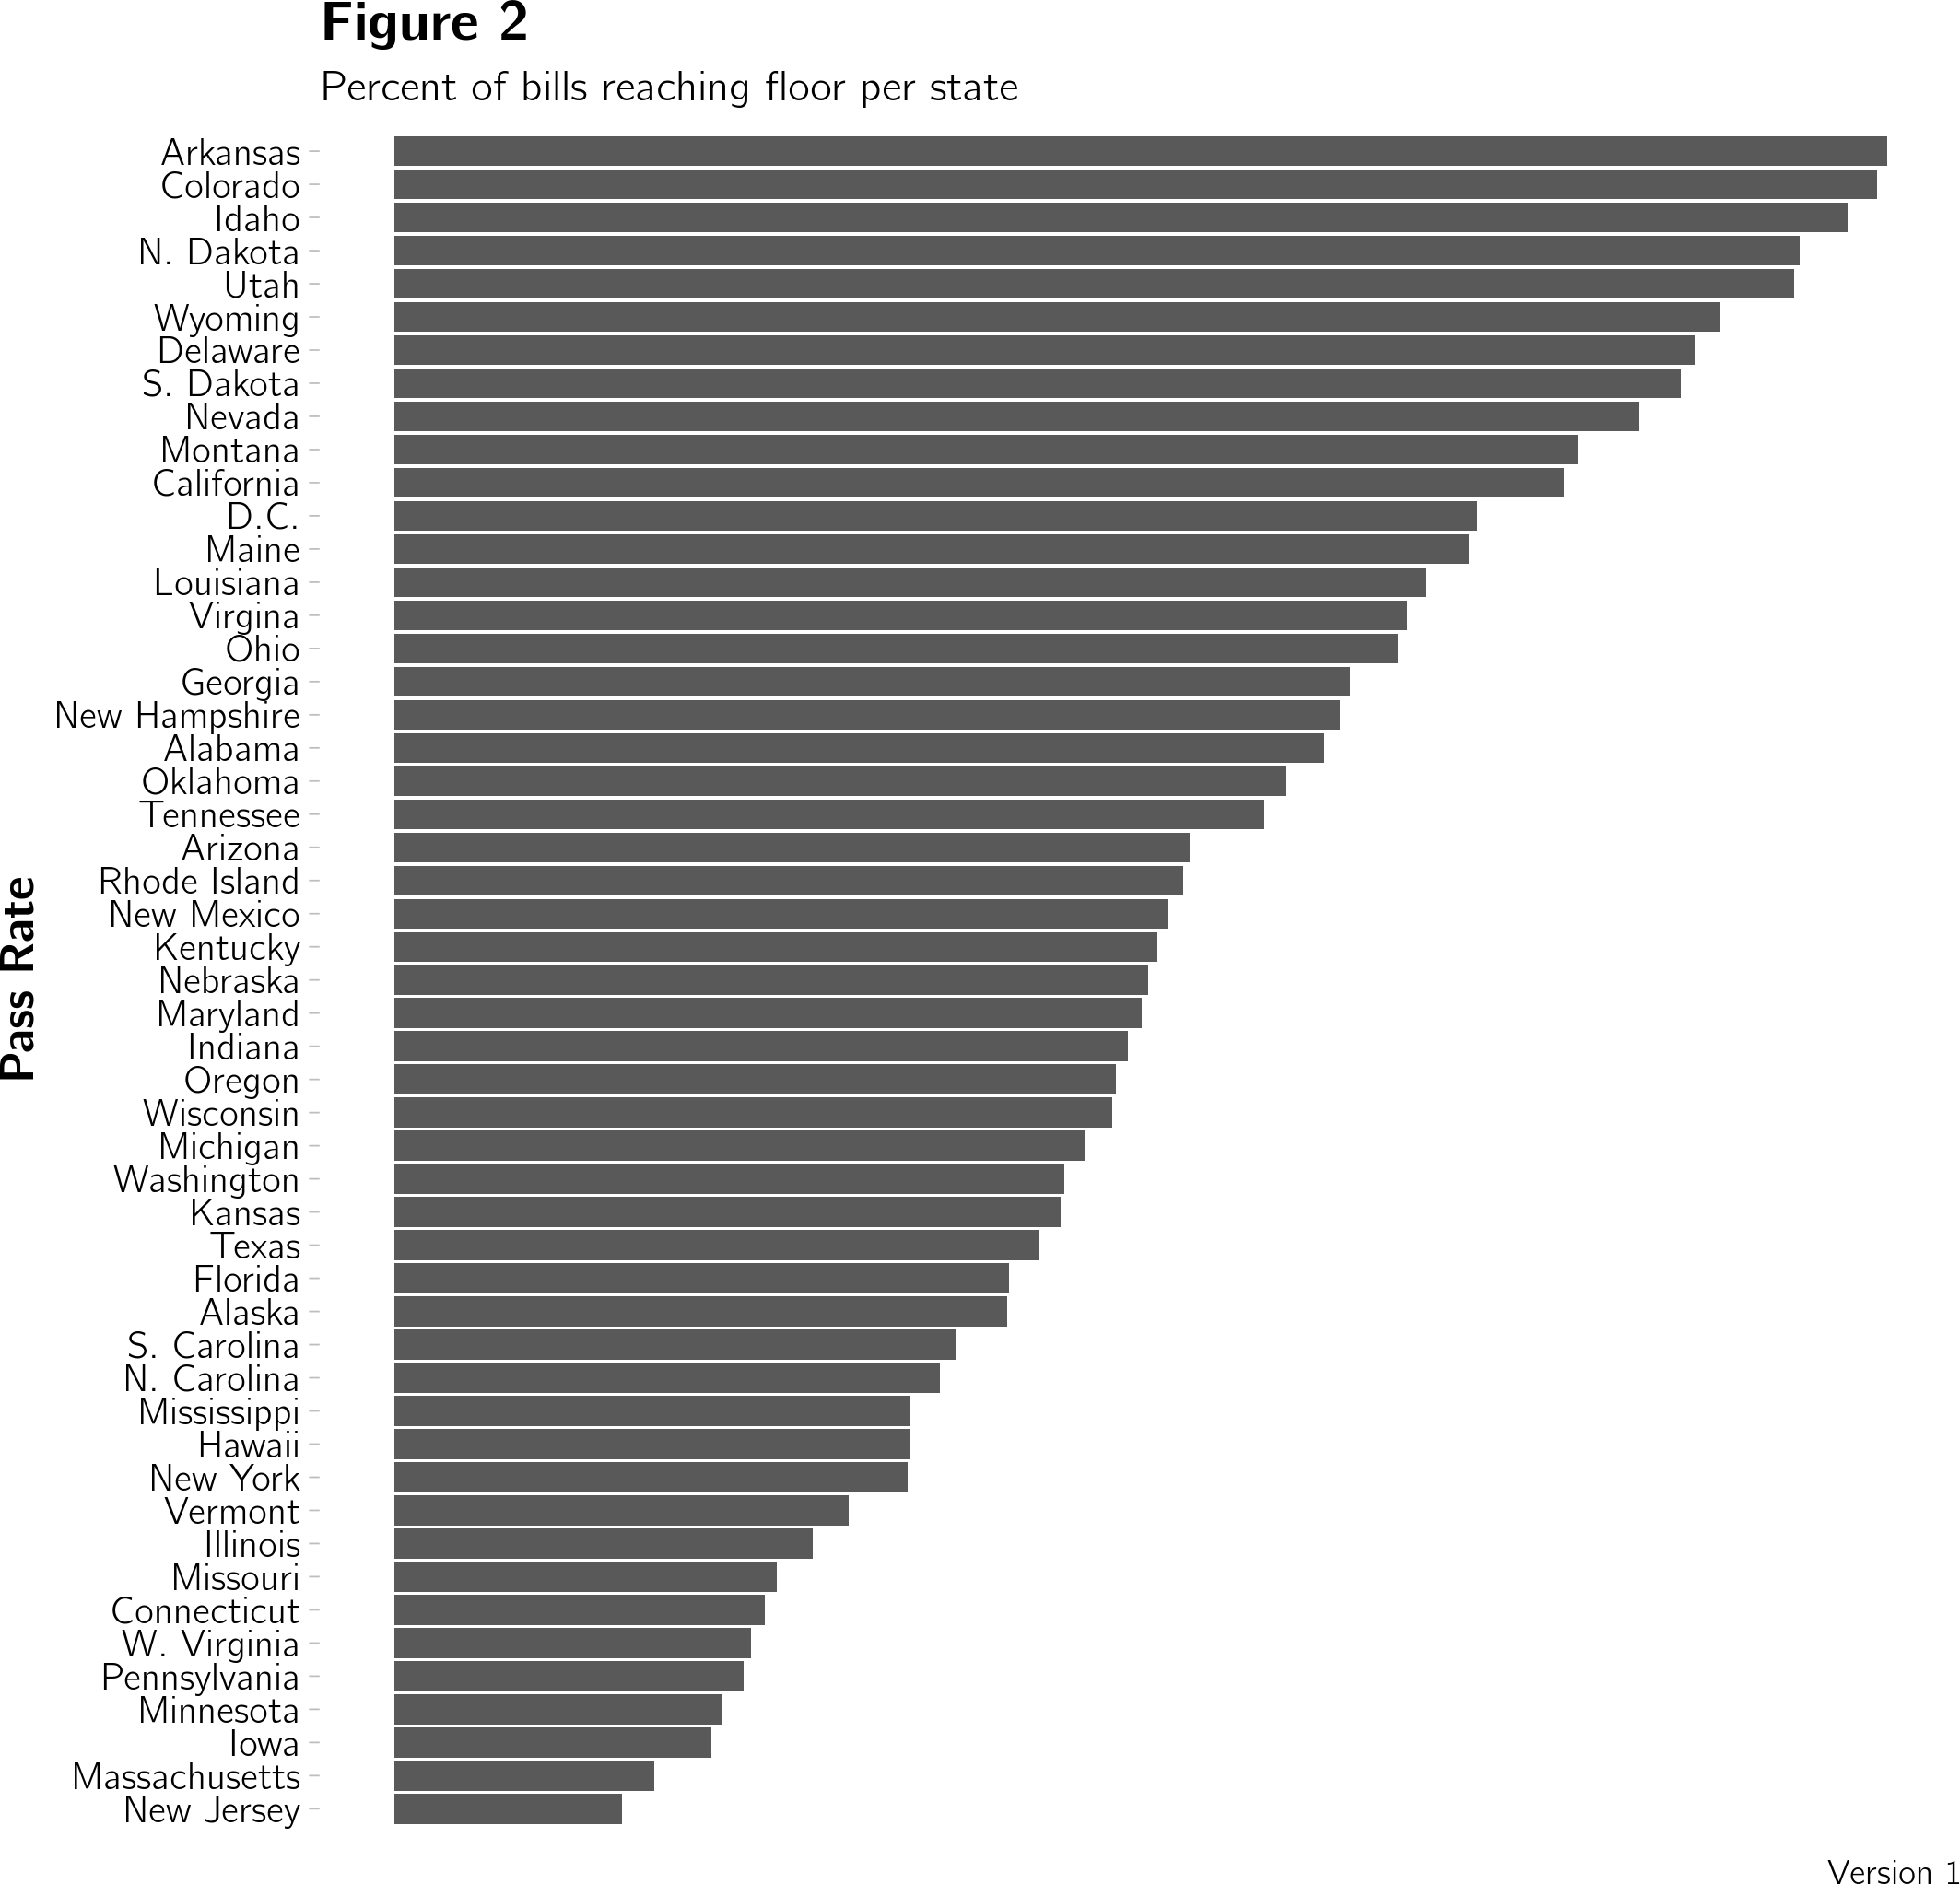 Figure 2
Percent of bills reaching floor per state
Arkansas
Colorado
Idaho
N. Dakota
Utah
Wyoming
Delaware
S. Dakota
Nevada
Montana
California
D.C.
Maine
Louisiana
Virgina
Ohio
Georgia
New Hampshire
Alabama
Oklahoma
Tennessee
Arizona
Rhode Island
New Mexico
Kentucky
Nebraska
Maryland
Indiana
Oregon
Wisconsin
Michigan
Washington
Kansas
Texas
Florida
Alaska
S. Carolina
N. Carolina
Mississippi
Hawaii
New York
Vermont
Illinois
Missouri
Connecticut
W. Virginia
Pennsylvania
Minnesota
Iowa
Massachusetts
New Jersey
Pass Rate
Version 1